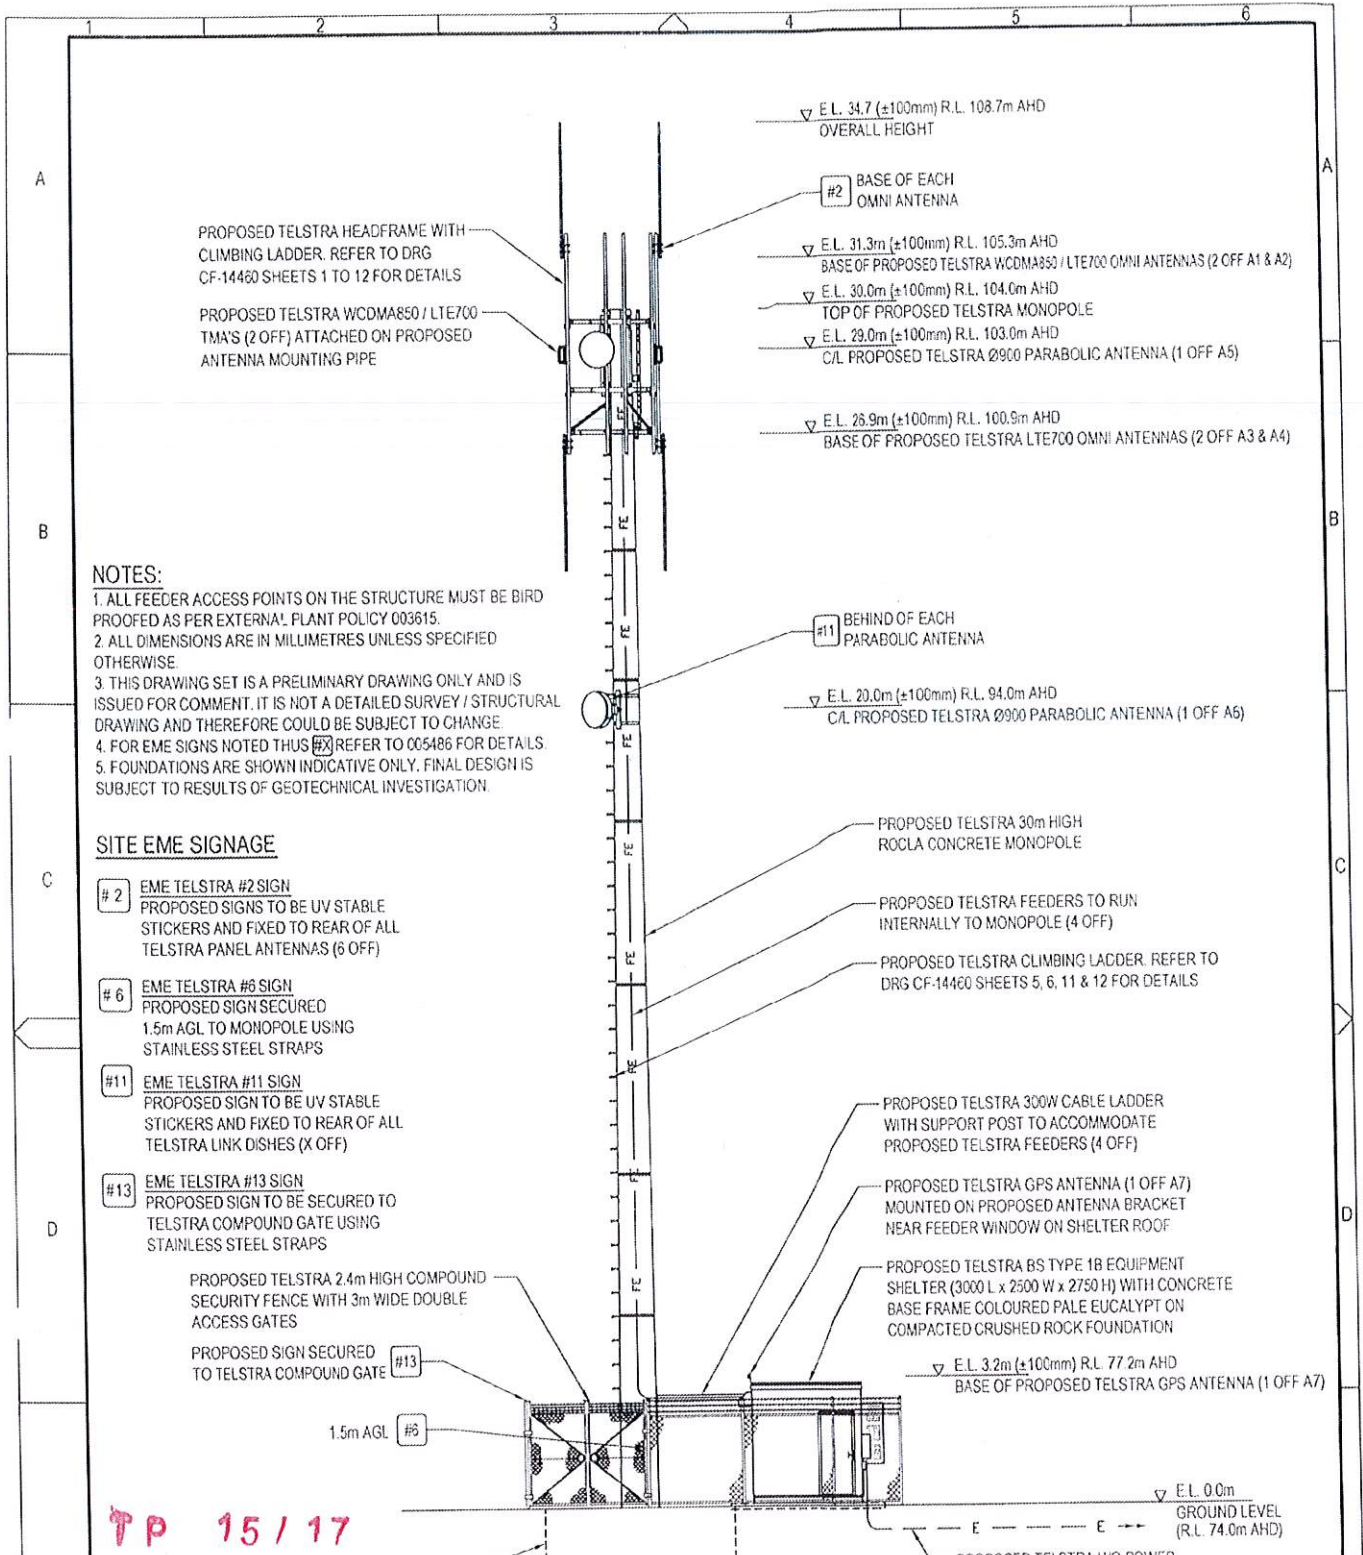 1 2 3 4 5 6
A
A
B
B
C
C
D
D
E.L. 34.7 (±100mm) R.L. 108.7m AHD
OVERALL HEIGHT
#2
BASE OF EACH
OMNI ANTENNA
PROPOSED TELSTRA HEADFRAME WITH
CLIMBING LADDER. REFER TO DRG
CF-14460 SHEETS 1 TO 12 FOR DETAILS
E.L. 31.3m (±100mm) R.L. 105.3m AHD
BASE OF PROPOSED TELSTRA WCDMA850 / LTE700 OMNI ANTENNAS (2 OFF A1 & A2)
E.L. 30.0m (±100mm) R.L. 104.0m AHD
TOP OF PROPOSED TELSTRA MONOPOLE
PROPOSED TELSTRA WCDMA850 / LTE700
TMA'S (2 OFF) ATTACHED ON PROPOSED
ANTENNA MOUNTING PIPE
E.L. 29.0m (±100mm) R.L. 103.0m AHD
C/L PROPOSED TELSTRA Ø900 PARABOLIC ANTENNA (1 OFF A5)
E.L. 26.9m (±100mm) R.L. 100.9m AHD
BASE OF PROPOSED TELSTRA LTE700 OMNI ANTENNAS (2 OFF A3 & A4)
FE
FE
FE
FE
FE
FE
FE
FE
FE
NOTES:
1. ALL FEEDER ACCESS POINTS ON THE STRUCTURE MUST BE BIRD
PROOFED AS PER EXTERNAL PLANT POLICY 003615.
2. ALL DIMENSIONS ARE IN MILLIMETRES UNLESS SPECIFIED
OTHERWISE.
3. THIS DRAWING SET IS A PRELIMINARY DRAWING ONLY AND IS
ISSUED FOR COMMENT. IT IS NOT A DETAILED SURVEY / STRUCTURAL
DRAWING AND THEREFORE COULD BE SUBJECT TO CHANGE.
4. FOR EME SIGNS NOTED THUS #X REFER TO 005486 FOR DETAILS.
5. FOUNDATIONS ARE SHOWN INDICATIVE ONLY. FINAL DESIGN IS
SUBJECT TO RESULTS OF GEOTECHNICAL INVESTIGATION.
#11
BEHIND OF EACH
PARABOLIC ANTENNA
E.L. 20.0m (±100mm) R.L. 94.0m AHD
C/L PROPOSED TELSTRA Ø900 PARABOLIC ANTENNA (1 OFF A6)
SITE EME SIGNAGE
# 2
EME TELSTRA #2 SIGN
PROPOSED SIGNS TO BE UV STABLE
STICKERS AND FIXED TO REAR OF ALL
TELSTRA PANEL ANTENNAS (6 OFF)
# 6
EME TELSTRA #6 SIGN
PROPOSED SIGN SECURED
1.5m AGL TO MONOPOLE USING
STAINLESS STEEL STRAPS
#11
EME TELSTRA #11 SIGN
PROPOSED SIGN TO BE UV STABLE
STICKERS AND FIXED TO REAR OF ALL
TELSTRA LINK DISHES (X OFF)
#13
EME TELSTRA #13 SIGN
PROPOSED SIGN TO BE SECURED TO
TELSTRA COMPOUND GATE USING
STAINLESS STEEL STRAPS
PROPOSED TELSTRA 30m HIGH
ROCLA CONCRETE MONOPOLE
PROPOSED TELSTRA FEEDERS TO RUN
INTERNALLY TO MONOPOLE (4 OFF)
PROPOSED TELSTRA CLIMBING LADDER. REFER TO
DRG CF-14460 SHEETS 5, 6, 11 & 12 FOR DETAILS
PROPOSED TELSTRA 300W CABLE LADDER
WITH SUPPORT POST TO ACCOMMODATE
PROPOSED TELSTRA FEEDERS (4 OFF)
PROPOSED TELSTRA GPS ANTENNA (1 OFF A7)
MOUNTED ON PROPOSED ANTENNA BRACKET
NEAR FEEDER WINDOW ON SHELTER ROOF
PROPOSED TELSTRA BS TYPE 1B EQUIPMENT
SHELTER (3000 L x 2500 W x 2750 H) WITH CONCRETE
BASE FRAME COLOURED PALE EUCALYPT ON
COMPACTED CRUSHED ROCK FOUNDATION
PROPOSED TELSTRA 2.4m HIGH COMPOUND
SECURITY FENCE WITH 3m WIDE DOUBLE
ACCESS GATES
PROPOSED SIGN SECURED
TO TELSTRA COMPOUND GATE #13
E.L. 3.2m (±100mm) R.L. 77.2m AHD
BASE OF PROPOSED TELSTRA GPS ANTENNA (1 OFF A7)
1.5m AGL #6
E.L. 0.0m
GROUND LEVEL
(R.L. 74.0m AHD)
E E
TP 15/17
PROPOSED TELSTRA U/G POWER